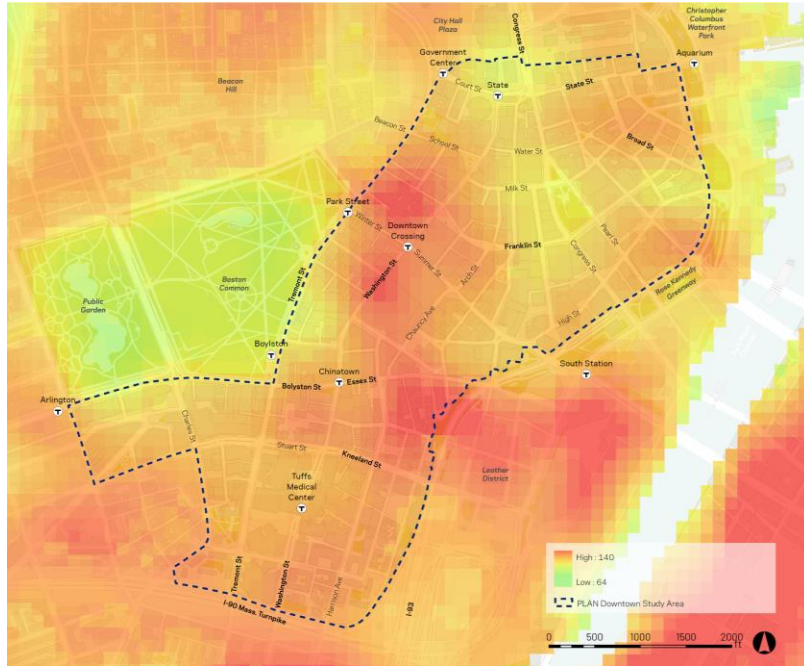 City Hall
Plaza
Christopher
Columbus
Waterfront
Park
Congress St
Government
Center
Aquarium
Beacon
Hill
Court St
State
State St
Beacon St
School St
Broad St
Water St
Milk St
Park Street
Winter St
Downtown
Crossing
Franklin St
Pearl St
Congress St
Summer St
Arch St
Tremont St
Washington St
Boston
Common
Public
Garden
Rose Kennedy
Greenway
Chauncy Ave
High St
Boylston
South Station
Chinatown
Bolyston St
Essex St
Arlington
Charles St
Stuart St
Kneeland St
Leather
District
Tufts
Medical
Center
Tremont St
Washington St
Harrison Ave
I-90 Mass. Turnpike
I-93
High : 140
Low : 64
PLAN Downtown Study Area
0 500 1000 1500 2000
ft
T
T
T
T
T
T
T
T
T
T